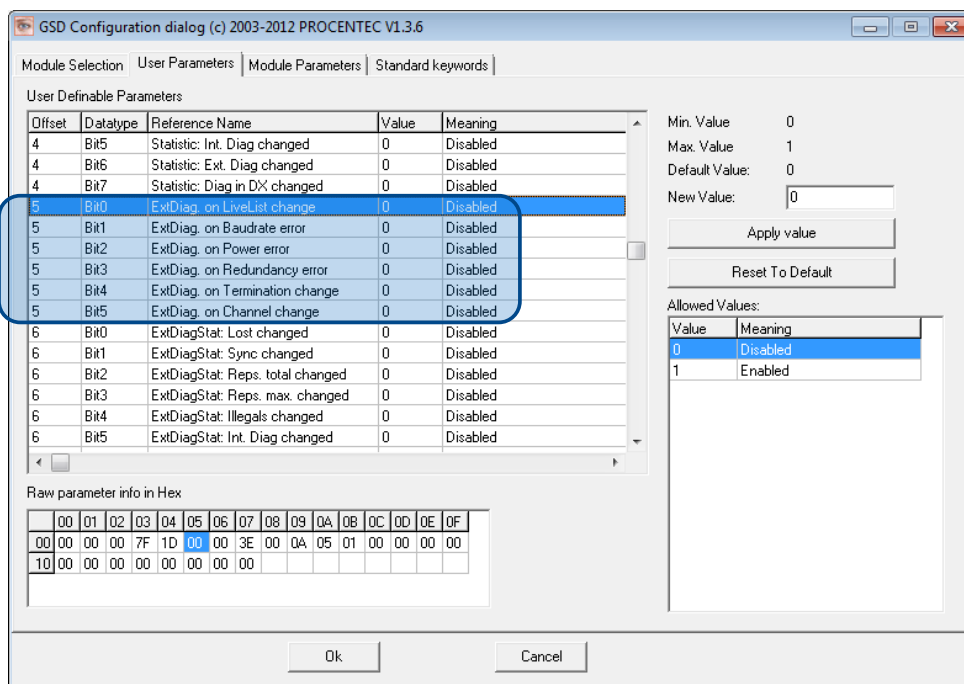 GSD Configuration dialog (c) 2003-2012 PROCENTEC V1.3.6
Module Selection User Parameters Module Parameters Standard keywords
User Definable Parameters
Offset Datatype Reference Name Value Meaning
4 Bit5 Statistic: Int. Diag changed 0 Disabled
4 Bit6 Statistic: Ext. Diag changed 0 Disabled
4 Bit7 Statistic: Diag in DX changed 0 Disabled
5 Bit0 ExtDiag. on LiveList change 0 Disabled
5 Bit1 ExtDiag. on Baudrate error 0 Disabled
5 Bit2 ExtDiag. on Power error 0 Disabled
5 Bit3 ExtDiag. on Redundancy error 0 Disabled
5 Bit4 ExtDiag. on Termination change 0 Disabled
5 Bit5 ExtDiag. on Channel change 0 Disabled
6 Bit0 ExtDiagStat: Lost changed 0 Disabled
6 Bit1 ExtDiagStat: Sync changed 0 Disabled
6 Bit2 ExtDiagStat: Reps. total changed 0 Disabled
6 Bit3 ExtDiagStat: Reps. max. changed 0 Disabled
6 Bit4 ExtDiagStat: Illegals changed 0 Disabled
6 Bit5 ExtDiagStat: Int. Diag changed 0 Disabled
Raw parameter info in Hex
00 01 02 03 04 05 06 07 08 09 0A 0B 0C 0D 0E 0F
00 00 00 00 7F 1D 00 00 3E 00 0A 05 01 00 00 00 00
10 00 00 00 00 00 00 00 00
Min. Value 0
Max. Value 1
Default Value: 0
New Value: 0
Apply value
Reset To Default
Allowed Values:
Value Meaning
0 Disabled
1 Enabled
Ok Cancel